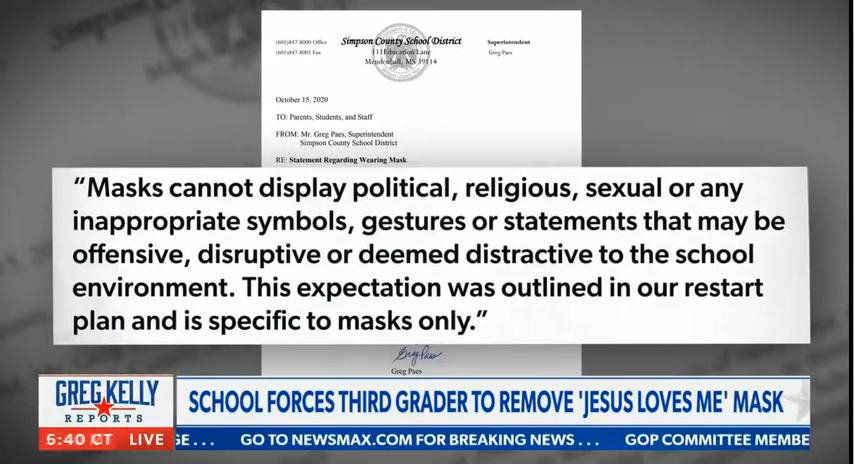 (601)847-8000 Office
Simpson County School District
Superintendent
(601)847-8001 Fax
111Education Lane
Greg Paes
Mendenhall, MS 39114
October 15, 2020
TO: Parents, Students, and Staff
FROM: Mr. Greg Paes, Superintendent
Simpson County School District
RE: Statement Regarding Wearing Mask
“Masks cannot display political, religious, sexual or any
inappropriate symbols, gestures or statements that may be
offensive, disruptive or deemed distractive to the school
environment. This expectation was outlined in our restart
plan and is specific to masks only.”
Greg Paes
Greg Paes
GREG KELLY
REPORTS
SCHOOL FORCES THIRD GRADER TO REMOVE 'JESUS LOVES ME' MASK
6:40 CT LIVE
GE . . . GO TO NEWSMAX.COM FOR BREAKING NEWS . . . GOP COMMITTEE MEMBE